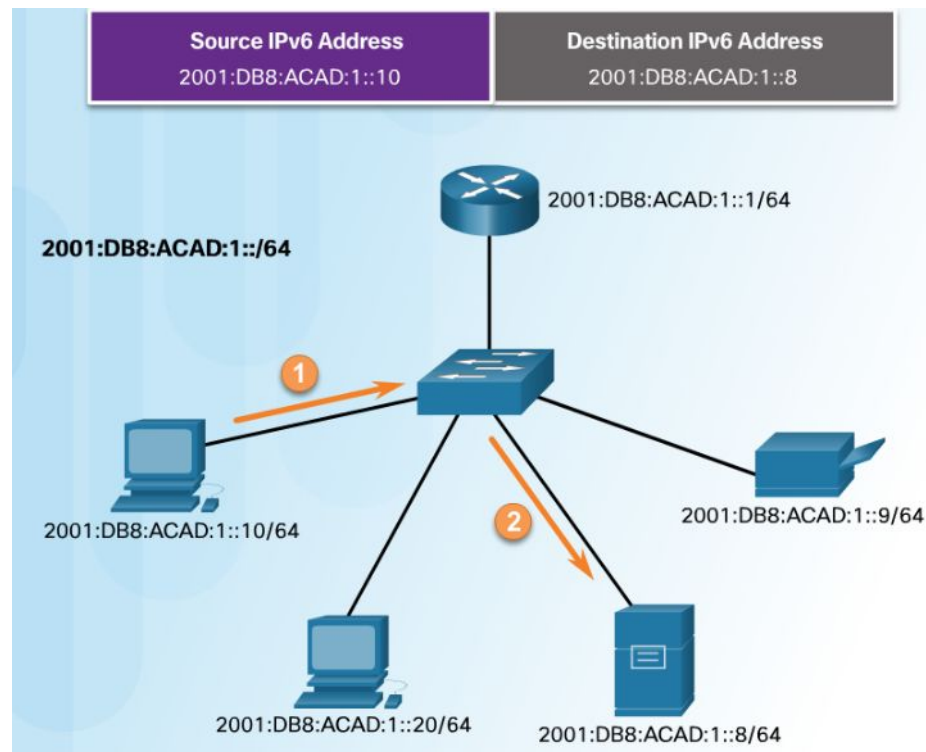 Source IPv6 Address
2001:DB8:ACAD:1::10
Destination IPv6 Address
2001:DB8:ACAD:1::8
2001:DB8:ACAD:1::1/64
2001:DB8:ACAD:1::/64
1
2001:DB8:ACAD:1::10/64
2
2001:DB8:ACAD:1::9/64
2001:DB8:ACAD:1::20/64
2001:DB8:ACAD:1::8/64